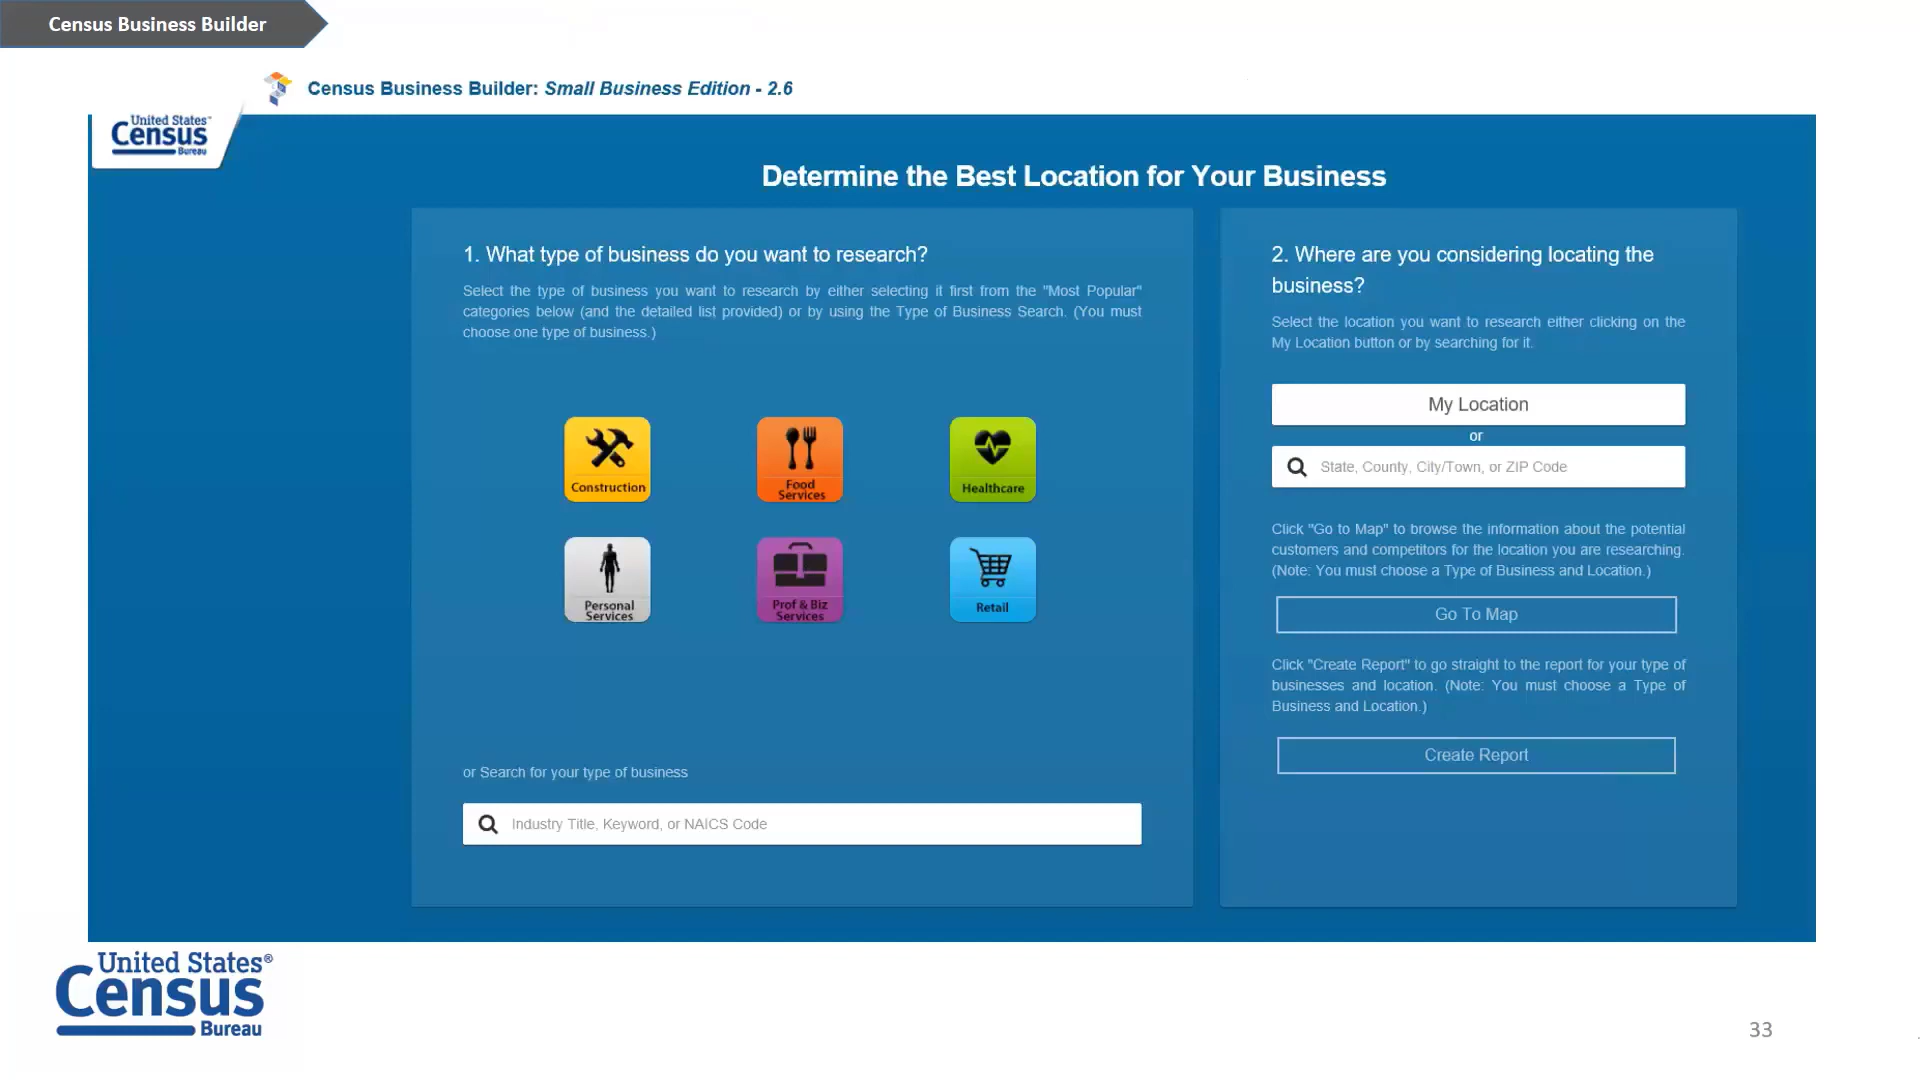 Census Business Builder
Census Business Builder: Small Business Edition - 2.6
United States™
Census
Bureau
Determine the Best Location for Your Business
1. What type of business do you want to research?
Select the type of business you want to research by either selecting it first from the "Most Popular"
categories below (and the detailed list provided) or by using the Type of Business Search. (You must
choose one type of business.)
Construction
Food
Services
Healthcare
Personal
Services
Prof & Biz
Services
Retail
or Search for your type of business
Industry Title, Keyword, or NAICS Code
2. Where are you considering locating the
business?
Select the location you want to research either clicking on the
My Location button or by searching for it.
My Location
or
State, County, City/Town, or ZIP Code
Click "Go to Map" to browse the information about the potential
customers and competitors for the location you are researching.
(Note: You must choose a Type of Business and Location.)
Go To Map
Click "Create Report" to go straight to the report for your type of
businesses and location. (Note: You must choose a Type of
Business and Location.)
Create Report
United States®
Census
Bureau
33